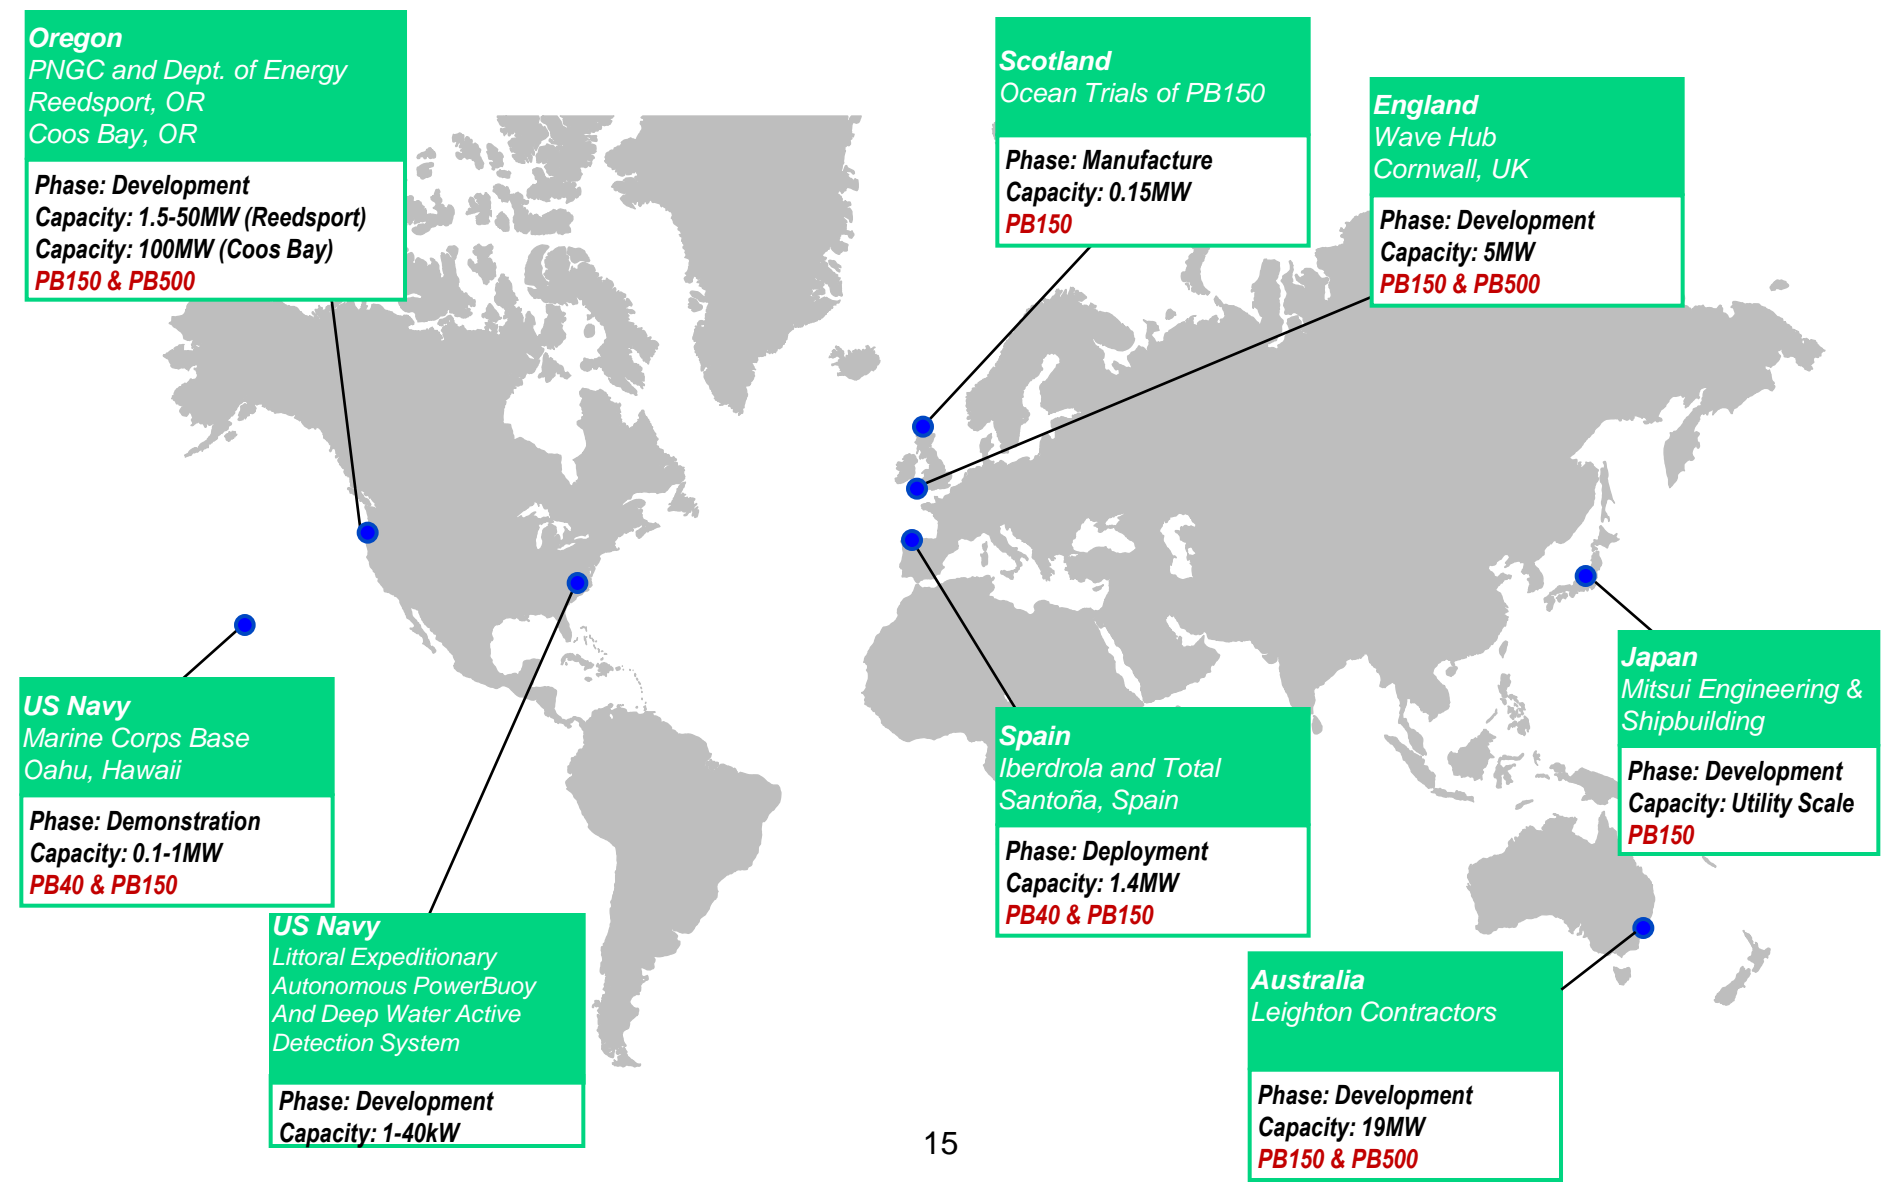 Oregon
PNGC and Dept. of Energy
Reedsport, OR
Coos Bay, OR
Phase: Development
Capacity: 1.5-50MW (Reedsport)
Capacity: 100MW (Coos Bay)
PB150 & PB500
Scotland
Ocean Trials of PB150
Phase: Manufacture
Capacity: 0.15MW
PB150
England
Wave Hub
Cornwall, UK
Phase: Development
Capacity: 5MW
PB150 & PB500
US Navy
Marine Corps Base
Oahu, Hawaii
Phase: Demonstration
Capacity: 0.1-1MW
PB40 & PB150
US Navy
Littoral Expeditionary
Autonomous PowerBuoy
And Deep Water Active
Detection System
Phase: Development
Capacity: 1-40kW
Spain
Iberdrola and Total
Santoña, Spain
Phase: Deployment
Capacity: 1.4MW
PB40 & PB150
Japan
Mitsui Engineering &
Shipbuilding
Phase: Development
Capacity: Utility Scale
PB150
Australia
Leighton Contractors
Phase: Development
Capacity: 19MW
PB150 & PB500
15